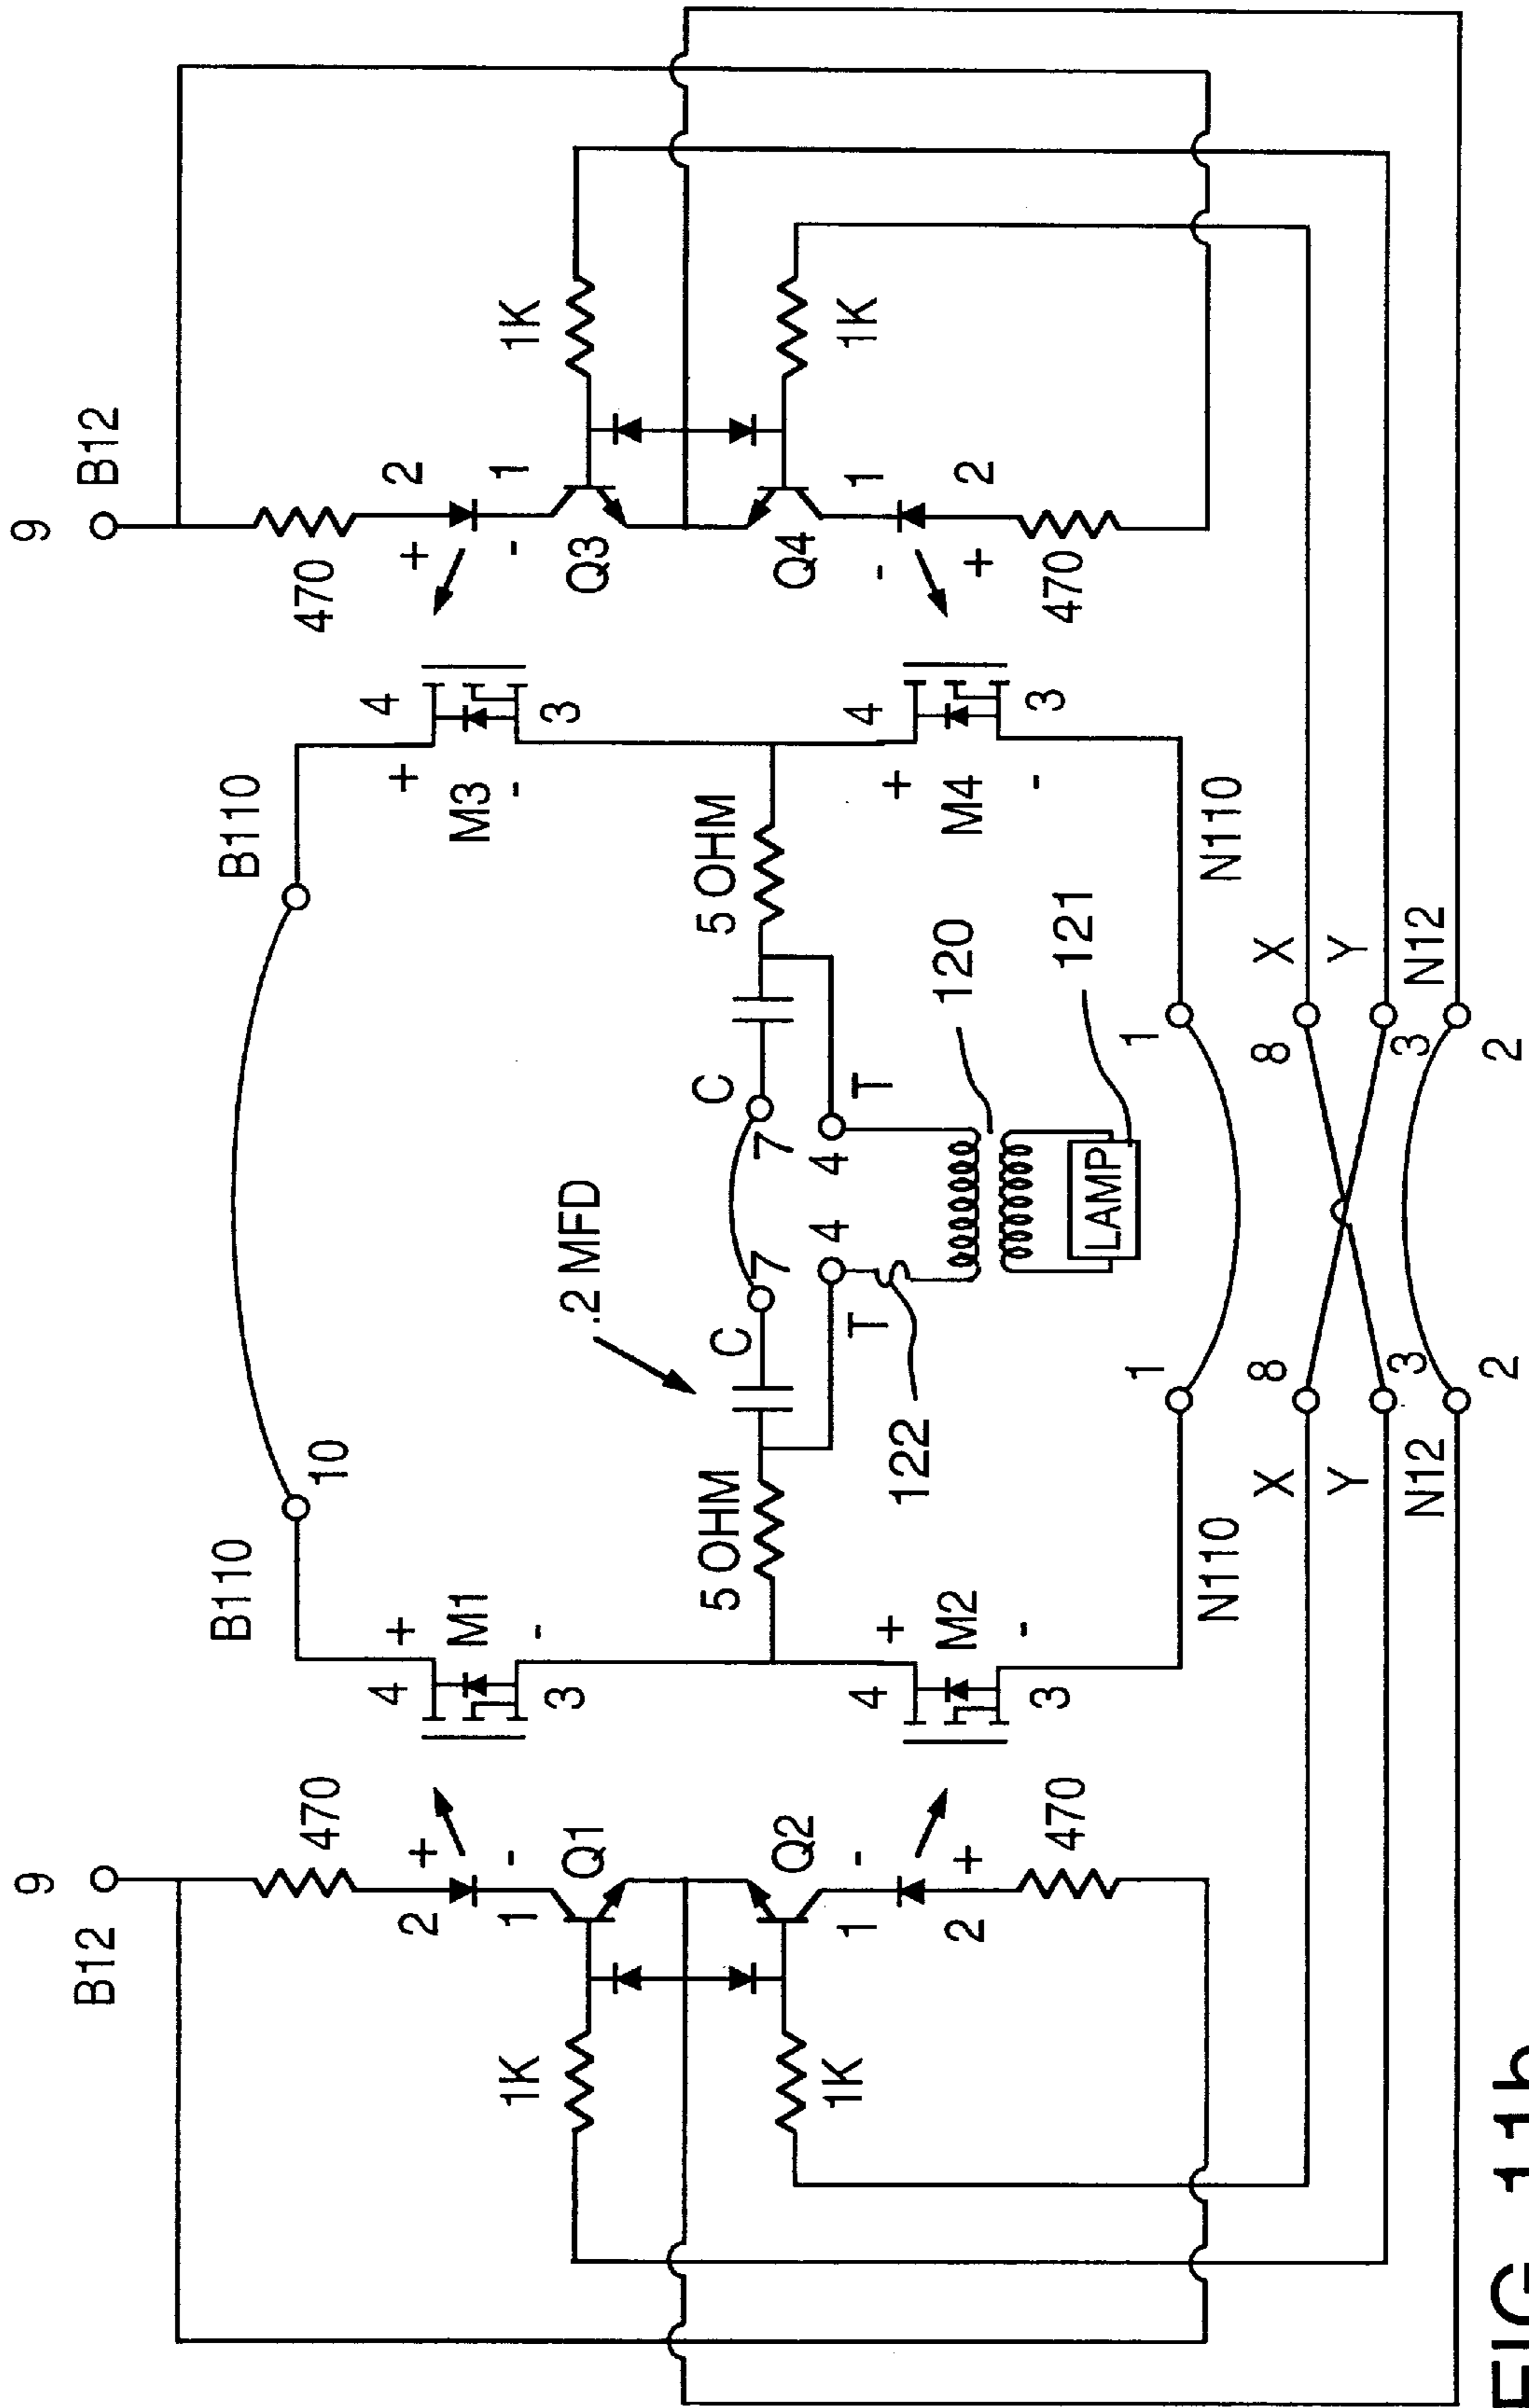 9 9
B12 B12
B110 B110
470 10 470
2 + 4 + + 4 + 2
M1 M3
1K 1 - - - - 1 1K
3 3
Q1 .2 MFD Q3
5 OHM C C 5 OHM
7 7
Q2 Q4
4 4
1K 1 - 4 + T T + 4 - 1 1K
122
M2 120 M4
2 + + 2
3 - - 3
470 121 470
LAMP
1 1
N110 N110
X 8 8 X
Y 3 3 Y
N12 N12
2 2
FIG. 11b